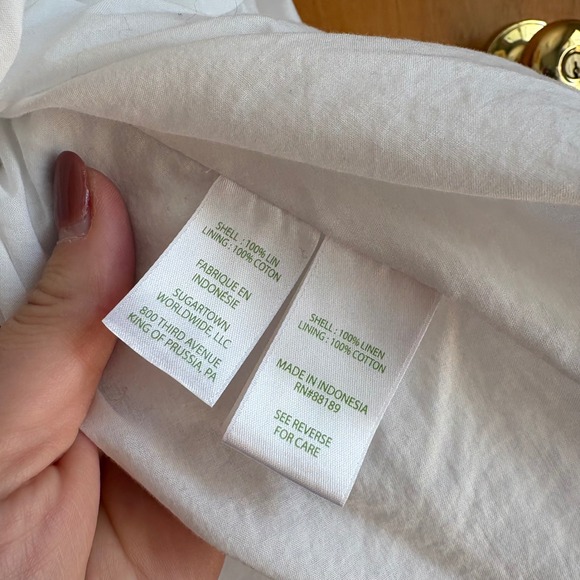 SHELL : 100% LIN
LINING : 100% COTON
FABRIQUE EN
INDONÉSIE
SUGARTOWN
WORLDWIDE, LLC
800 THIRD AVENUE
KING OF PRUSSIA, PA
SHELL : 100% LINEN
LINING : 100% COTTON
MADE IN INDONESIA
RN#88189
SEE REVERSE
FOR CARE